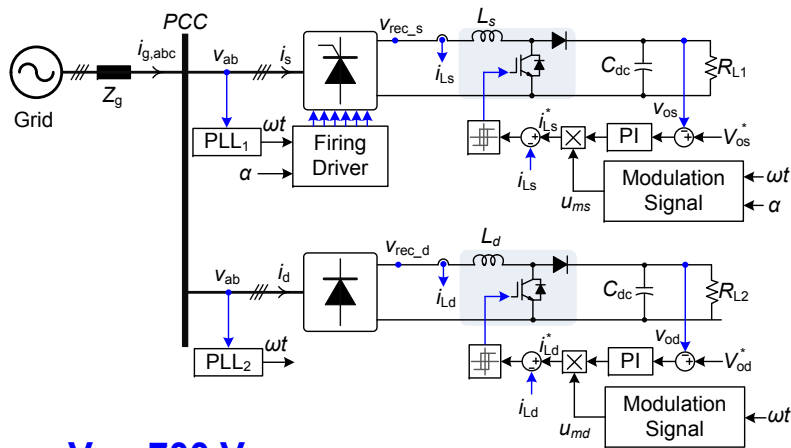 PCC
i_g,abc
Z_g
Grid
v_ab
i_s
PLL1
ωt
α
Firing
Driver
v_rec_s
i_Ls
L_s
C_dc
R_L1
v_os
V*_os
PI
i*_Ls
i_Ls
u_ms
Modulation
Signal
ωt
α
v_ab
i_d
PLL2
ωt
v_rec_d
i_Ld
L_d
C_dc
R_L2
v_od
V*_od
PI
i*_Ld
i_Ld
u_md
Modulation
Signal
ωt